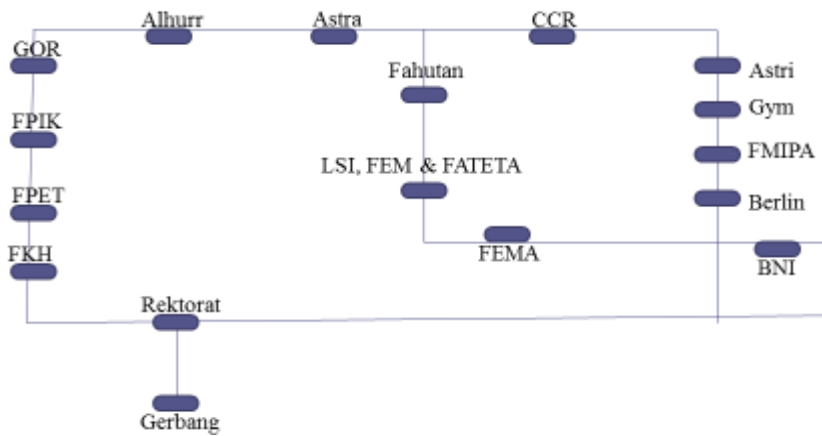 Alhurr
Astra
CCR
GOR
Fahutan
Astri
Gym
FPIK
FMIPA
LSI, FEM & FATETA
FPET
Berlin
FKH
FEMA
BNI
Rektorat
Gerbang